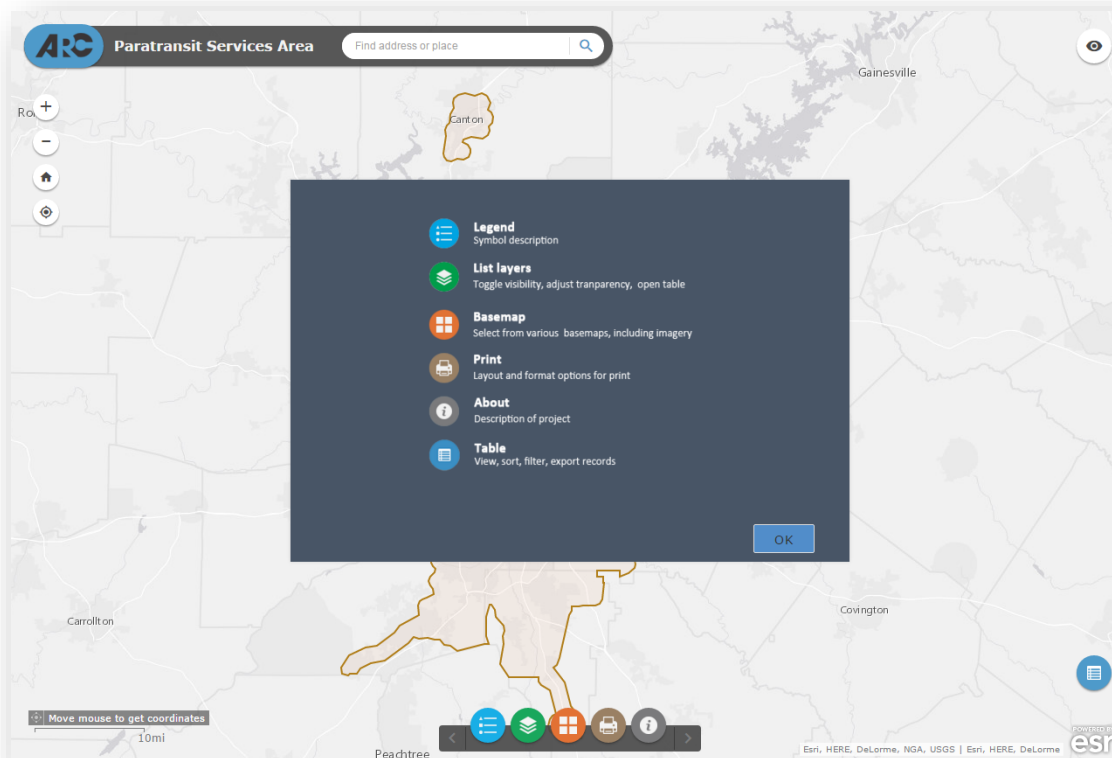 ARC
Paratransit Services Area
Find address or place
Gainesville
Canton
Legend
Symbol description
List layers
Toggle visibility, adjust tranparency, open table
Basemap
Select from various basemaps, including imagery
Print
Layout and format options for print
About
Description of project
Table
View, sort, filter, export records
OK
Carrollton
Covington
Move mouse to get coordinates
10mi
Peachtree
Esri, HERE, DeLorme, NGA, USGS | Esri, HERE, DeLorme
POWERED BY
esri